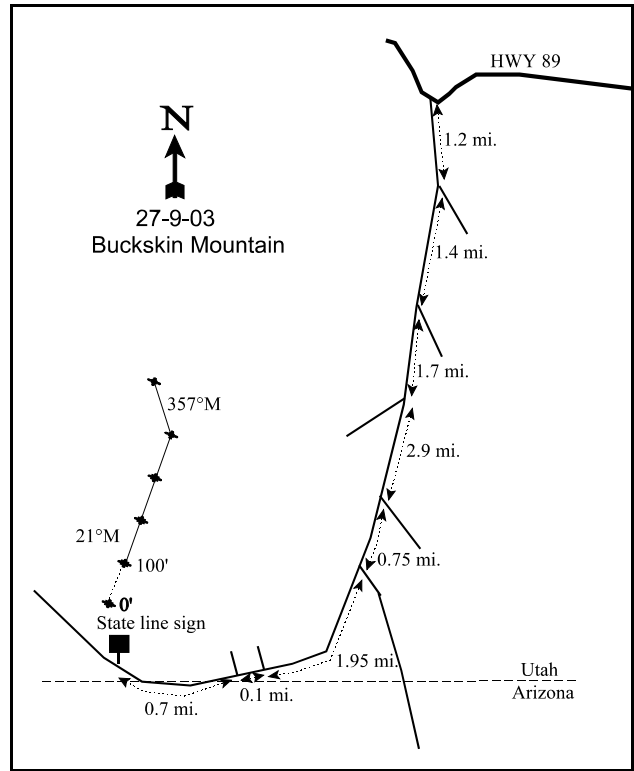 HWY 89
1.2 mi.
N
27-9-03
Buckskin Mountain
1.4 mi.
1.7 mi.
357°M
2.9 mi.
21°M
0.75 mi.
100'
0'
State line sign
1.95 mi.
Utah
Arizona
0.1 mi.
0.7 mi.